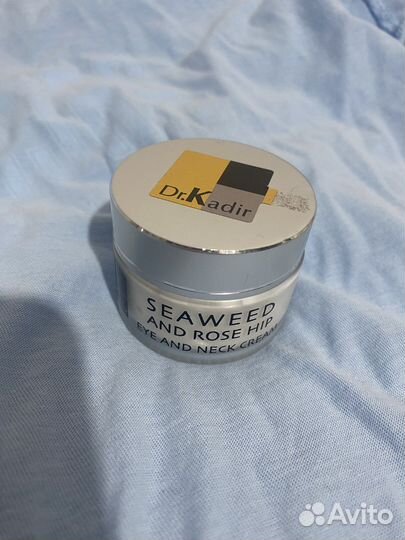 Dr.Kadir
SEAWEED
AND ROSE HIP
EYE AND NECK CREAM
Avito